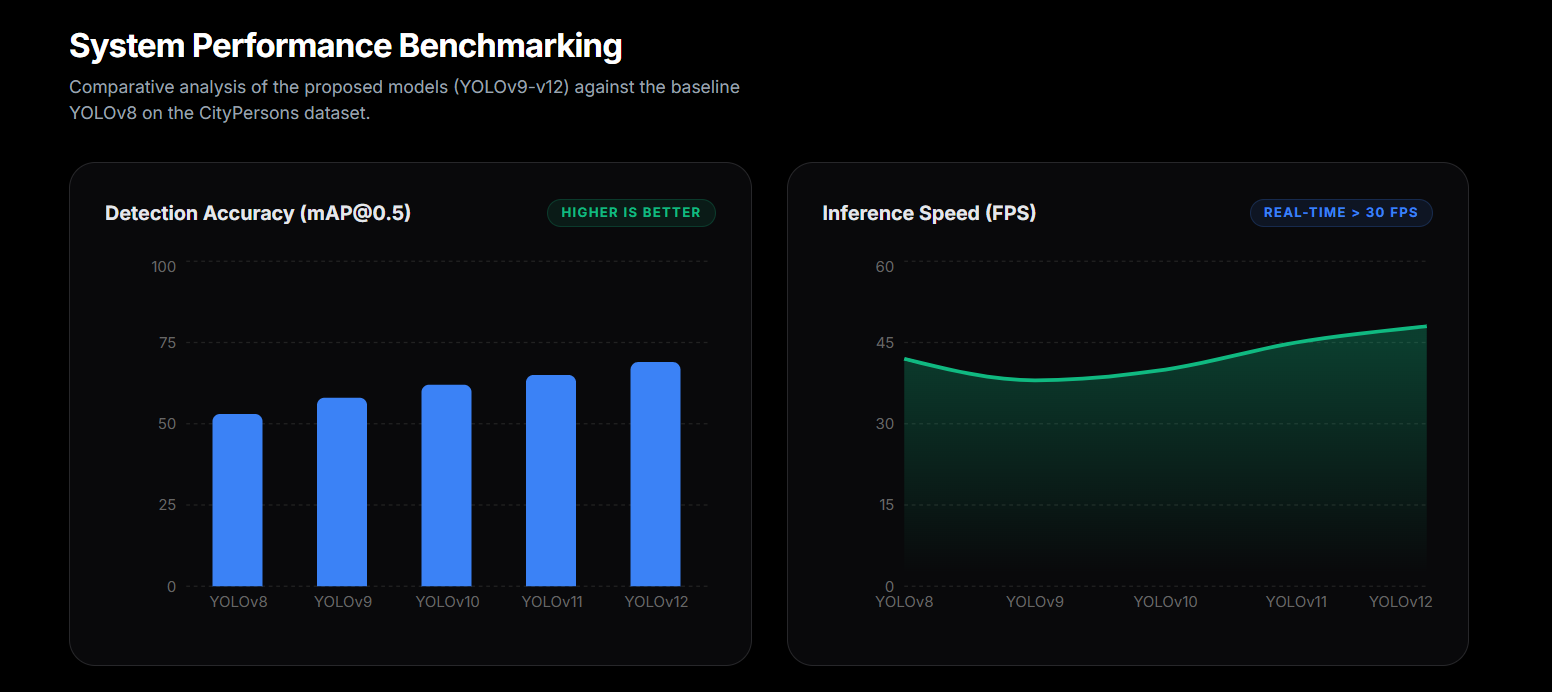 System Performance Benchmarking
Comparative analysis of the proposed models (YOLOv9-v12) against the baseline
YOLOv8 on the CityPersons dataset.
Detection Accuracy (mAP@0.5)
HIGHER IS BETTER
100
75
50
25
0
YOLOv8 YOLOv9 YOLOv10 YOLOv11 YOLOv12
Inference Speed (FPS)
REAL-TIME > 30 FPS
60
45
30
15
0
YOLOv8 YOLOv9 YOLOv10 YOLOv11 YOLOv12